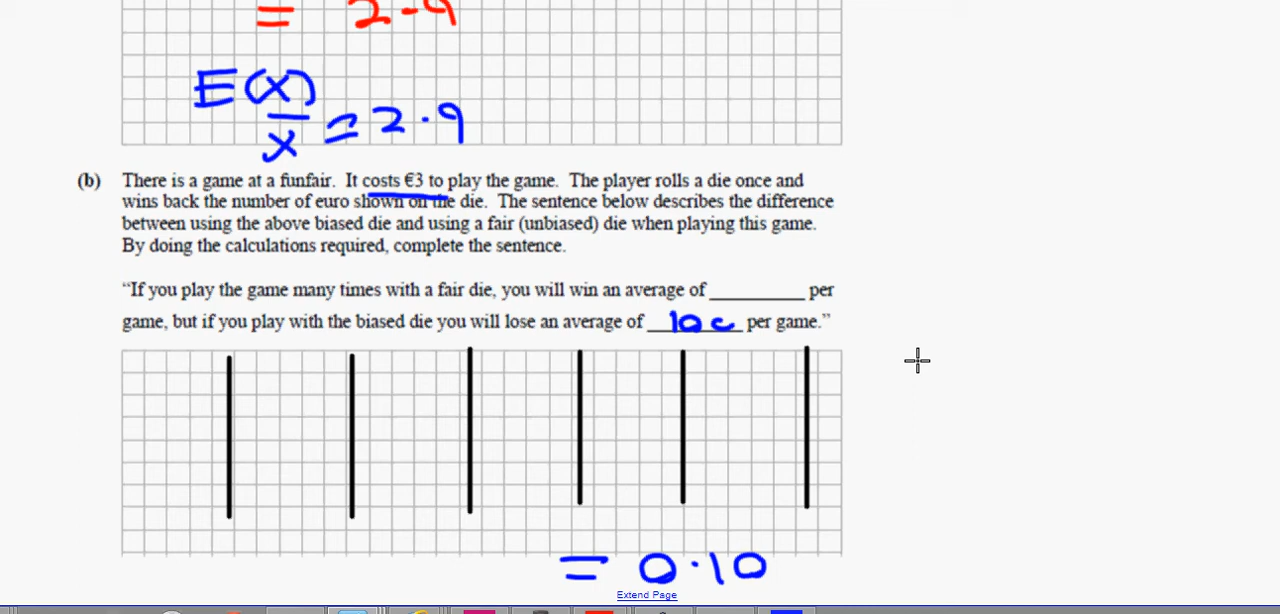 = 2.9
E(x)
x = 2.9
(b) There is a game at a funfair. It costs €3 to play the game. The player rolls a die once and
wins back the number of euro shown on the die. The sentence below describes the difference
between using the above biased die and using a fair (unbiased) die when playing this game.
By doing the calculations required, complete the sentence.
“If you play the game many times with a fair die, you will win an average of __________ per
game, but if you play with the biased die you will lose an average of 10 c per game.”
= 0.10
Extend Page